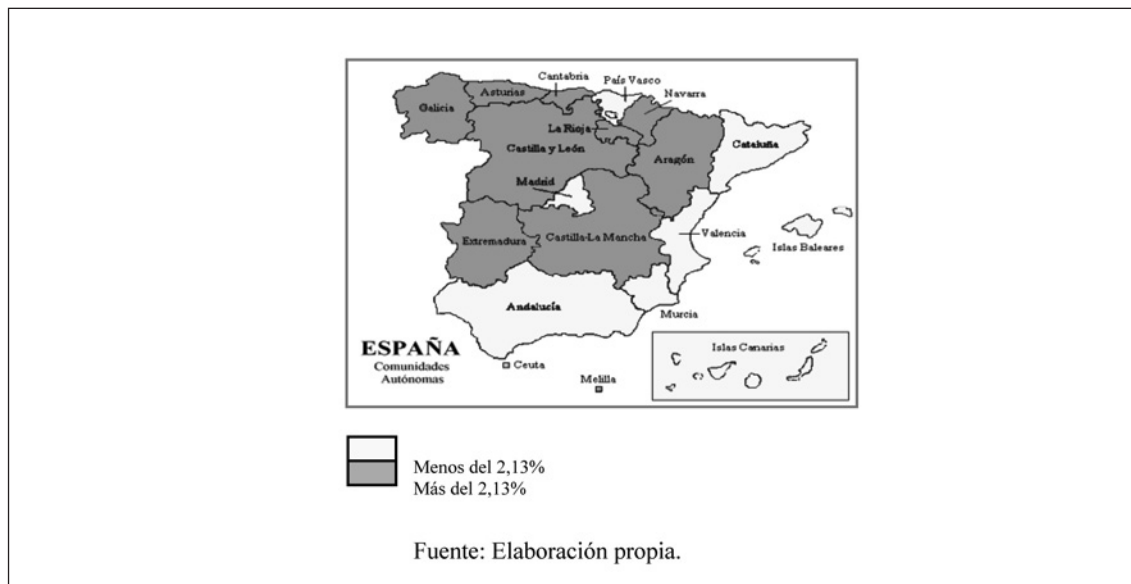 Cantabria
País Vasco
Asturias
Navarra
Galicia
La Rioja
Cataluña
Castilla y León
Aragón
Madrid
Valencia
Extremadura
Castilla-La Mancha
Islas Baleares
Andalucía
Murcia
ESPAÑA
Comunidades
Autónomas
Ceuta
Melilla
Islas Canarias
Menos del 2,13%
Más del 2,13%
Fuente: Elaboración propia.